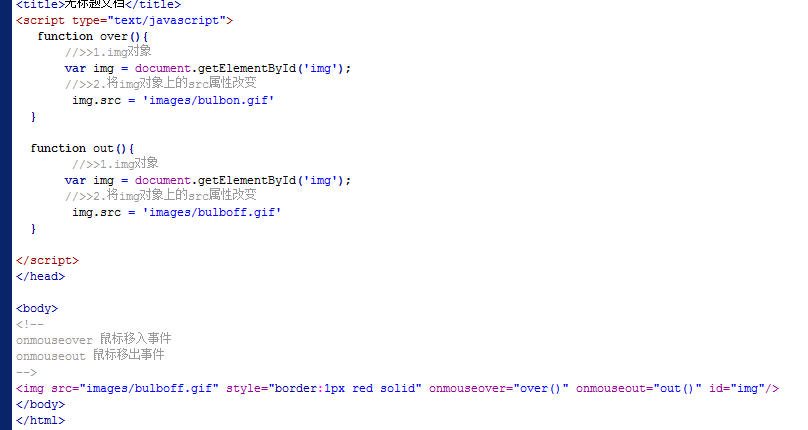 <title>无标题文档</title>
<script type="text/javascript">
function over(){
//>>1.img对象
var img = document.getElementById('img');
//>>2.将img对象上的src属性改变
img.src = 'images/bulbon.gif'
}
function out(){
//>>1.img对象
var img = document.getElementById('img');
//>>2.将img对象上的src属性改变
img.src = 'images/bulboff.gif'
}
</script>
</head>
<body>
<!--
onmouseover 鼠标移入事件
onmouseout 鼠标移出事件
-->
<img src="images/bulboff.gif" style="border:1px red solid" onmouseover="over()" onmouseout="out()" id="img"/>
</body>
</html>